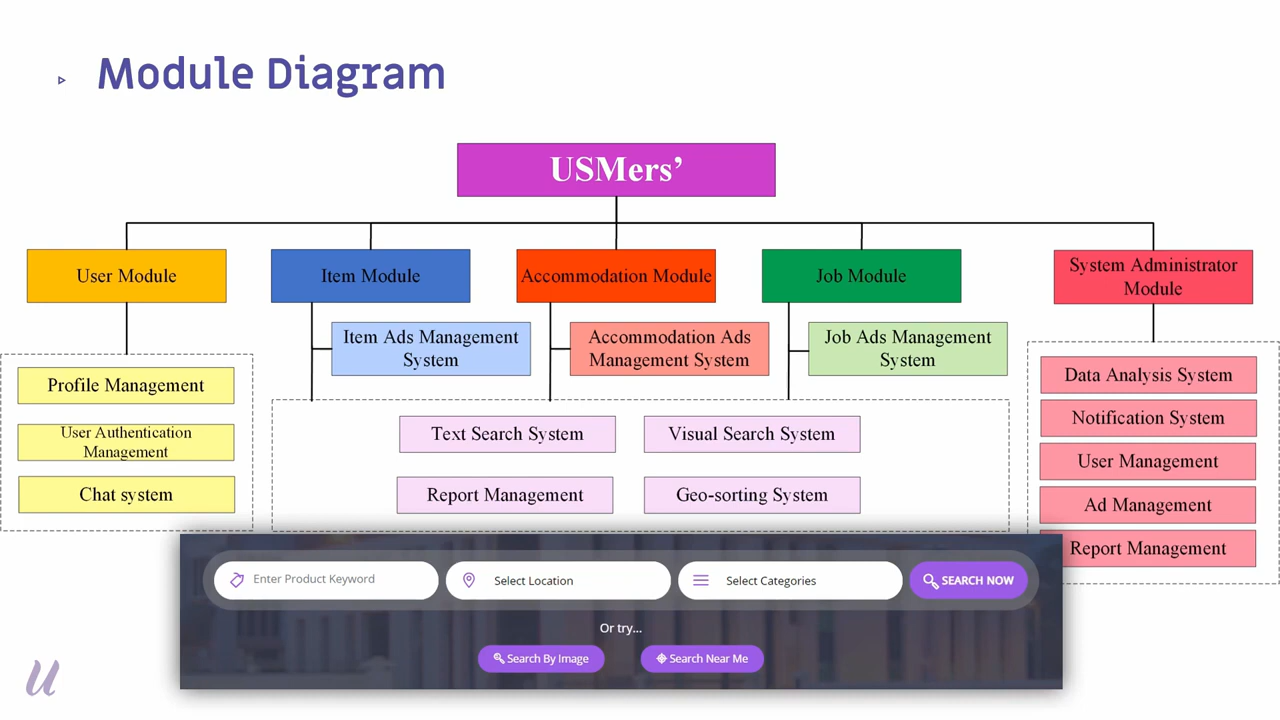 Module Diagram
USMers’
User Module
Item Module
Accommodation Module
Job Module
System Administrator
Module
Item Ads Management
System
Accommodation Ads
Management System
Job Ads Management
System
Profile Management
User Authentication
Management
Chat system
Text Search System
Visual Search System
Report Management
Geo-sorting System
Data Analysis System
Notification System
User Management
Ad Management
Report Management
Enter Product Keyword
Select Location
Select Categories
SEARCH NOW
Or try...
Search By Image
Search Near Me
U